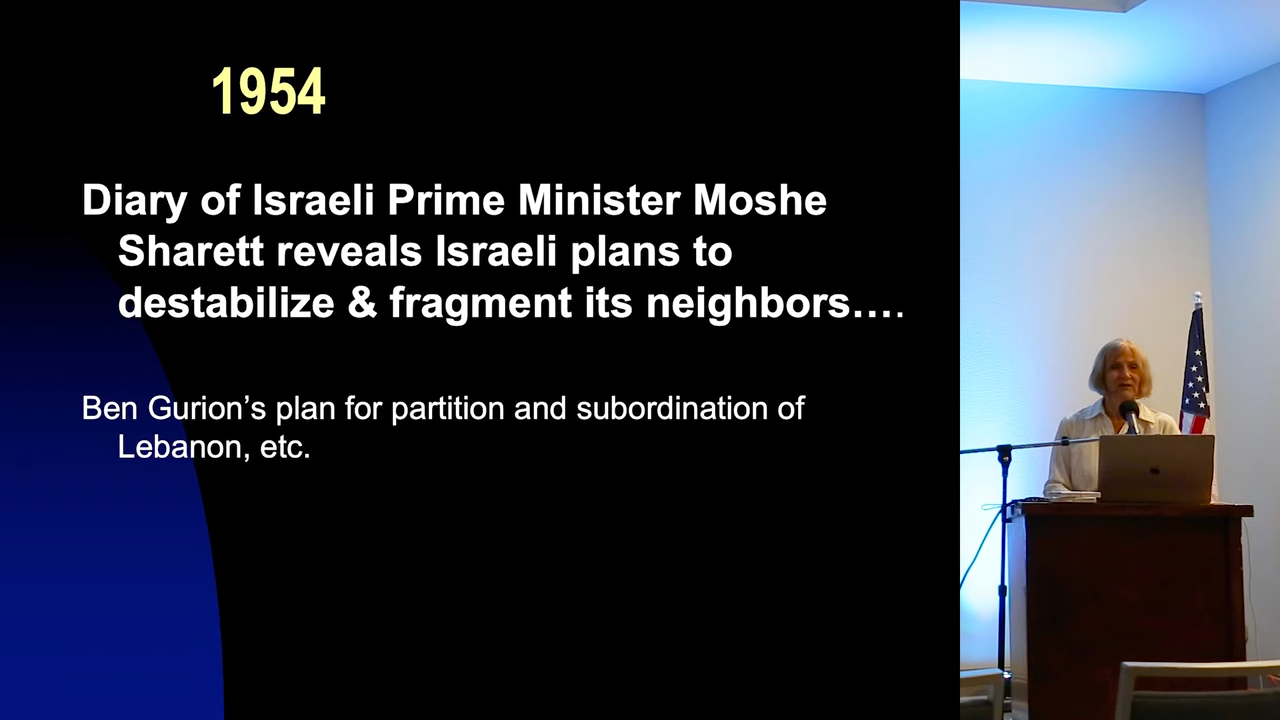 1954
Diary of Israeli Prime Minister Moshe
Sharett reveals Israeli plans to
destabilize & fragment its neighbors.…
Ben Gurion’s plan for partition and subordination of
Lebanon, etc.